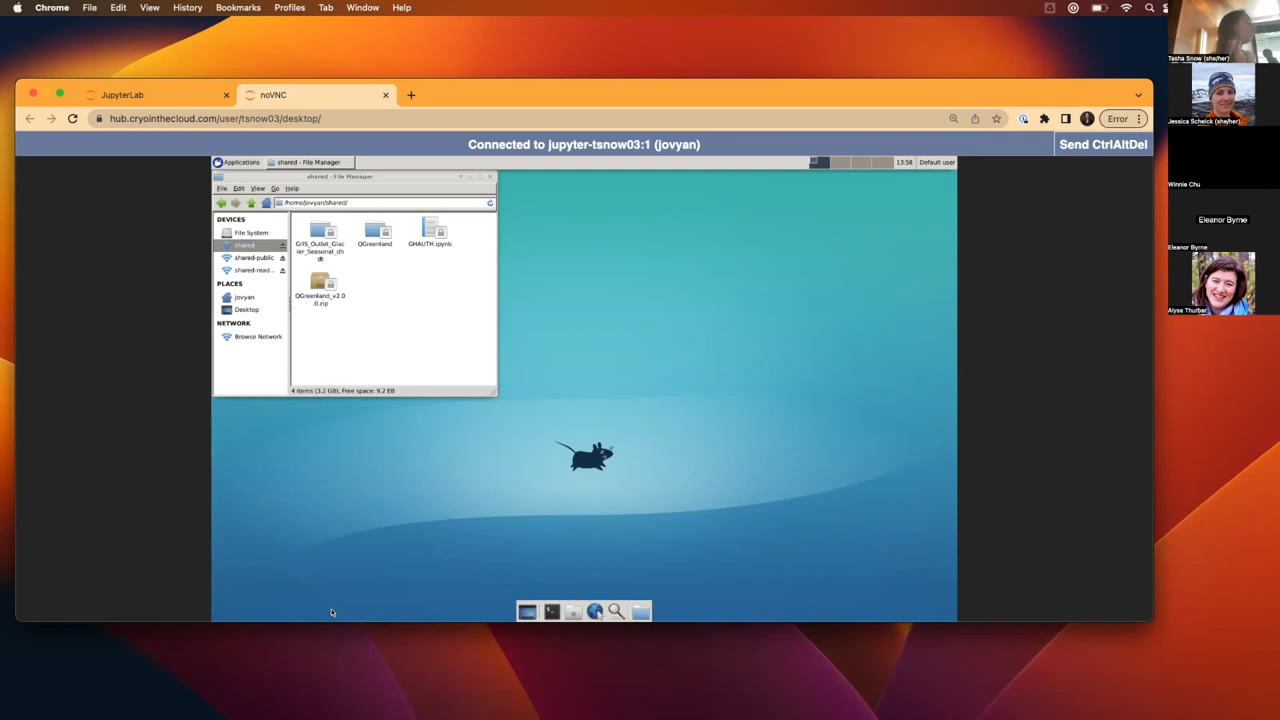 Chrome File Edit View History Bookmarks Profiles Tab Window Help
JupyterLab
noVNC
hub.cryointhecloud.com/user/tsnow03/desktop/
Error
Connected to jupyter-tsnow03:1 (jovyan)
Send CtrlAltDel
Applications
shared - File Manager
13:58
Default user
shared - File Manager
File Edit View Go Help
/home/jovyan/shared/
DEVICES
File System
shared
shared-public
shared-read...
PLACES
jovyan
Desktop
NETWORK
Browse Network
GrIS_Outlet_Glac
ier_Seasonal_dh
dt
QGreenland
GHAUTH.ipynb
QGreenland_v2.0
.0.zip
4 items (3.2 GB), Free space: 9.2 EB
Tasha Snow (she/her)
Jessica Scheick (she/her)
Winnie Chu
Eleanor Byrne
Eleanor Byrne
Alyse Thurber